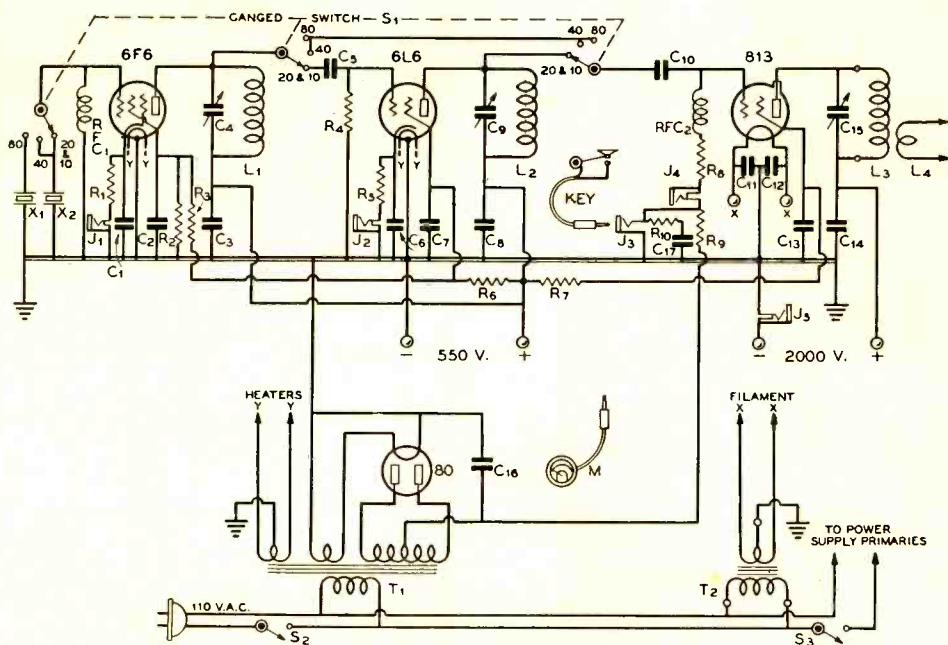 GANGED SWITCH S1
80
40
20 & 10
40 80
20 & 10
6F6
C5
6L6
C10
813
RFC1
C4
L1
R4
C9
L2
RFC2
C15
L3
L4
80
40
20 & 10
Y Y
Y Y
R1
R3
R5
KEY
J4
R8
C11
C12
X
X
X1
X2
J1
C1
C2
R2
C3
J2
C6
C7
C8
J3
R10
C17
R9
C13
C14
R6
R7
J5
- 550 V. +
- 2000 V. +
HEATERS
Y Y
80
C16
M
FILAMENT
X X
TO POWER
SUPPLY PRIMARIES
T1
T2
110 V.A.C.
S2
S3